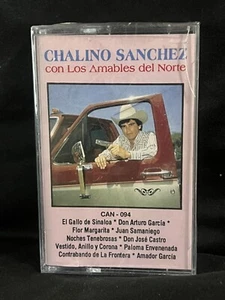 CHALINO SANCHEZ
con Los Amables del Norte
CAN - 094
El Gallo de Sinaloa * Don Arturo García *
Flor Margarita * Juan Samaniego
Noches Tenebrosas * Don José Castro
Vestido, Anillo y Corona * Paloma Envenenada
Contrabando de La Frontera * Amador García